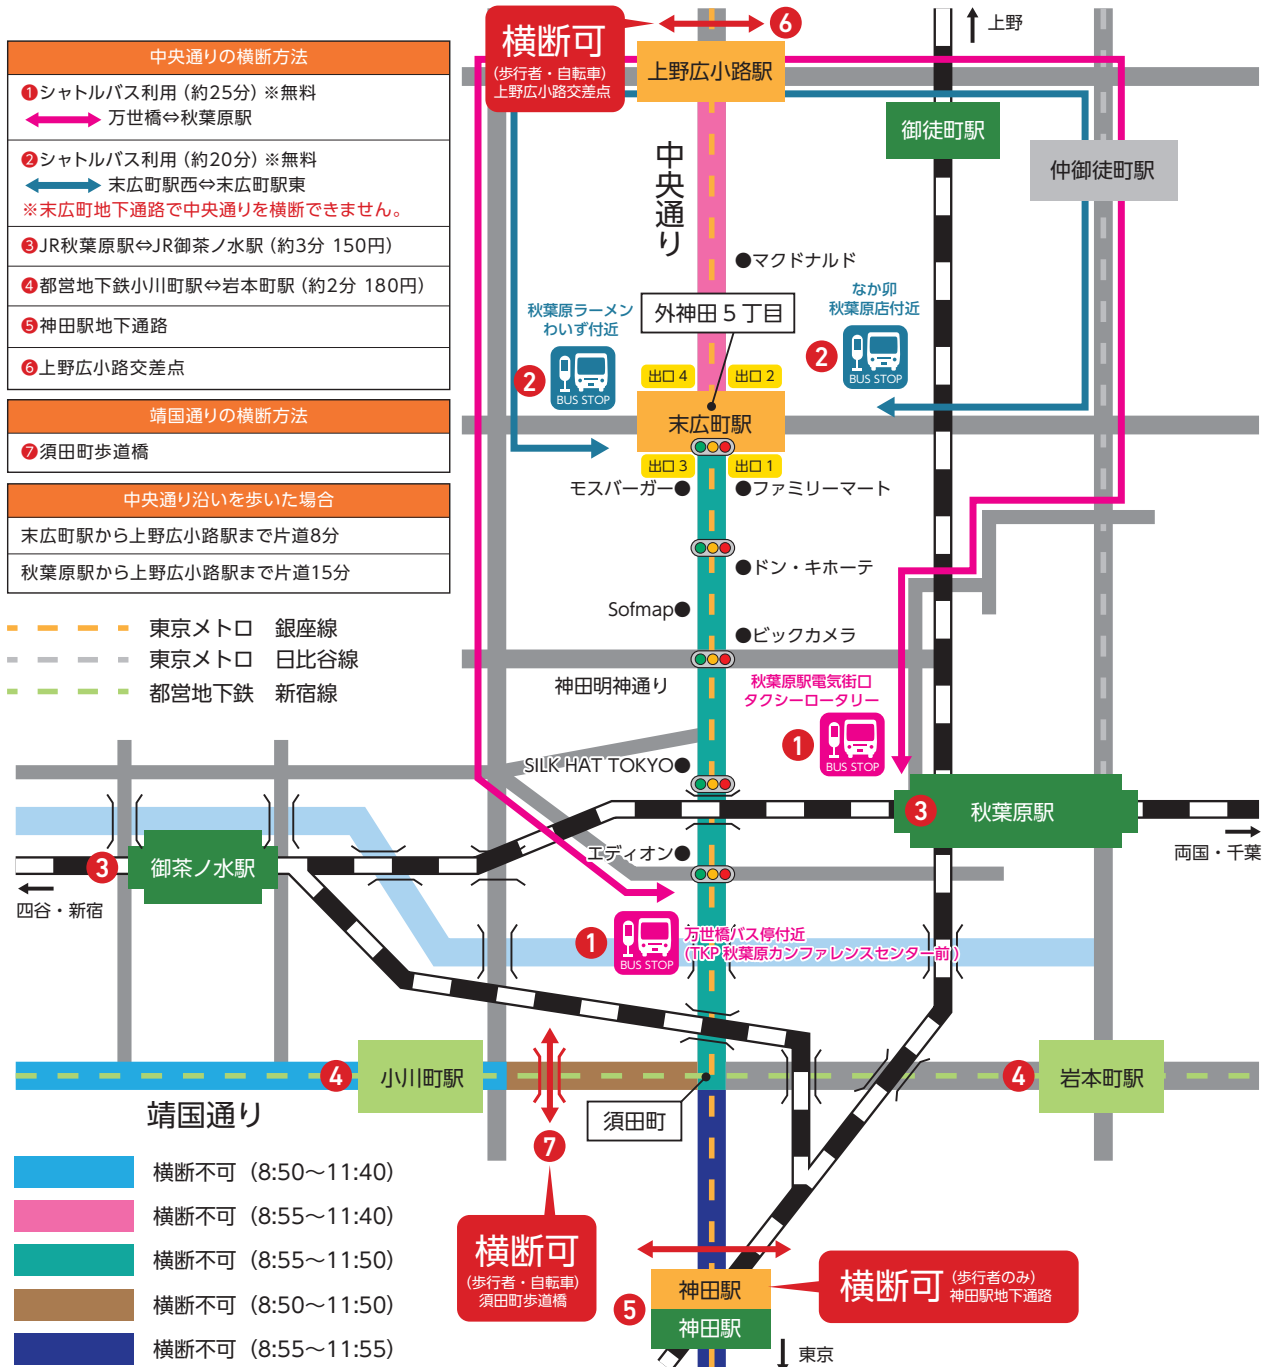 中央通りの横断方法
❶シャトルバス利用（約25分）※無料
万世橋⇔秋葉原駅
❷シャトルバス利用（約20分）※無料
末広町駅西⇔末広町駅東
※末広町地下通路で中央通りを横断できません。
❸JR秋葉原駅⇔JR御茶ノ水駅（約3分 150円）
❹都営地下鉄小川町駅⇔岩本町駅（約2分 180円）
❺神田駅地下通路
❻上野広小路交差点
靖国通りの横断方法
❼須田町歩道橋
中央通り沿いを歩いた場合
末広町駅から上野広小路駅まで片道8分
秋葉原駅から上野広小路駅まで片道15分
東京メトロ 銀座線
東京メトロ 日比谷線
都営地下鉄 新宿線
横断可
(歩行者・自転車)
上野広小路交差点
6
上野広小路駅
上野
御徒町駅
仲御徒町駅
中央通り
●マクドナルド
外神田５丁目
秋葉原ラーメン
わいず付近
2
BUS STOP
なか卯
秋葉原店付近
2
BUS STOP
出口 4
出口 2
末広町駅
出口 3
出口 1
モスバーガー●
●ファミリーマート
●ドン・キホーテ
Sofmap●
●ビックカメラ
神田明神通り
秋葉原駅電気街口
タクシーロータリー
1
BUS STOP
SILK HAT TOKYO●
3
秋葉原駅
両国・千葉
エディオン●
3
御茶ノ水駅
四谷・新宿
1
BUS STOP
万世橋バス停付近
(TKP 秋葉原カンファレンスセンター前 )
4
小川町駅
4
岩本町駅
靖国通り
須田町
7
横断可
(歩行者・自転車)
須田町歩道橋
横断不可（8:50〜11:40）
横断不可（8:55〜11:40）
横断不可（8:55〜11:50）
横断不可（8:50〜11:50）
横断不可（8:55〜11:55）
5
神田駅
神田駅
横断可
(歩行者のみ)
神田駅地下通路
東京